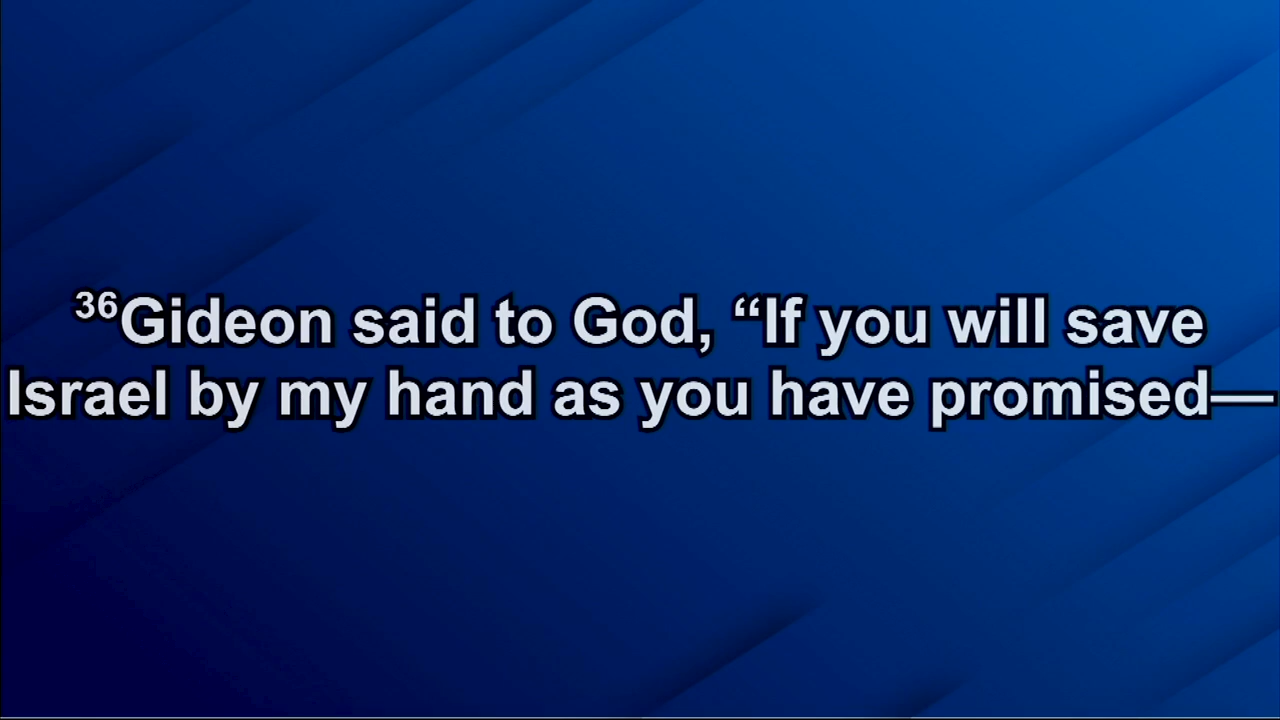 ³⁶Gideon said to God, “If you will save
Israel by my hand as you have promised—